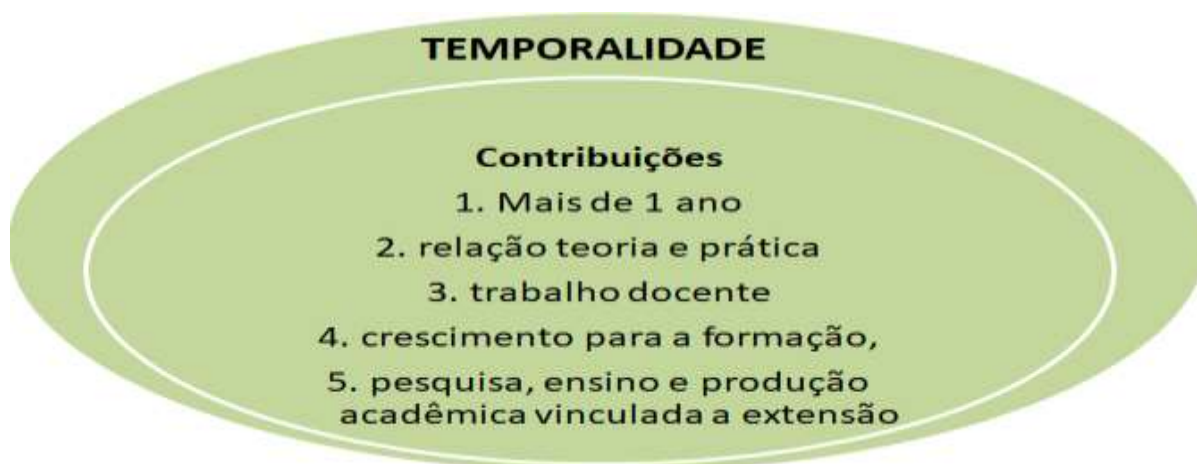 TEMPORALIDADE
Contribuições
1. Mais de 1 ano
2. relação teoria e prática
3. trabalho docente
4. crescimento para a formação,
5. pesquisa, ensino e produção
acadêmica vinculada a extensão